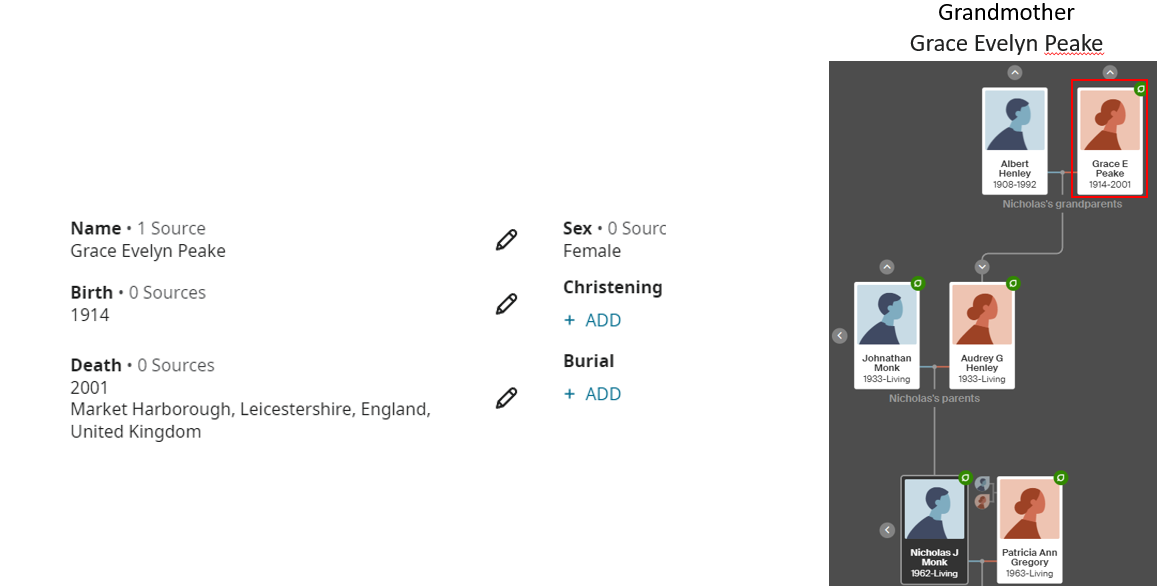 Grandmother
Grace Evelyn Peake
Name • 1 Source
Grace Evelyn Peake
Birth • 0 Sources
1914
Death • 0 Sources
2001
Market Harborough, Leicestershire, England,
United Kingdom
Sex • 0 Sourc
Female
Christening
+ ADD
Burial
+ ADD
Albert
Henley
1908-1992
Grace E
Peake
1914-2001
Nicholas's grandparents
Johnathan
Monk
1933-Living
Audrey G
Henley
1933-Living
Nicholas's parents
Nicholas J
Monk
1962-Living
Patricia Ann
Gregory
1963-Living